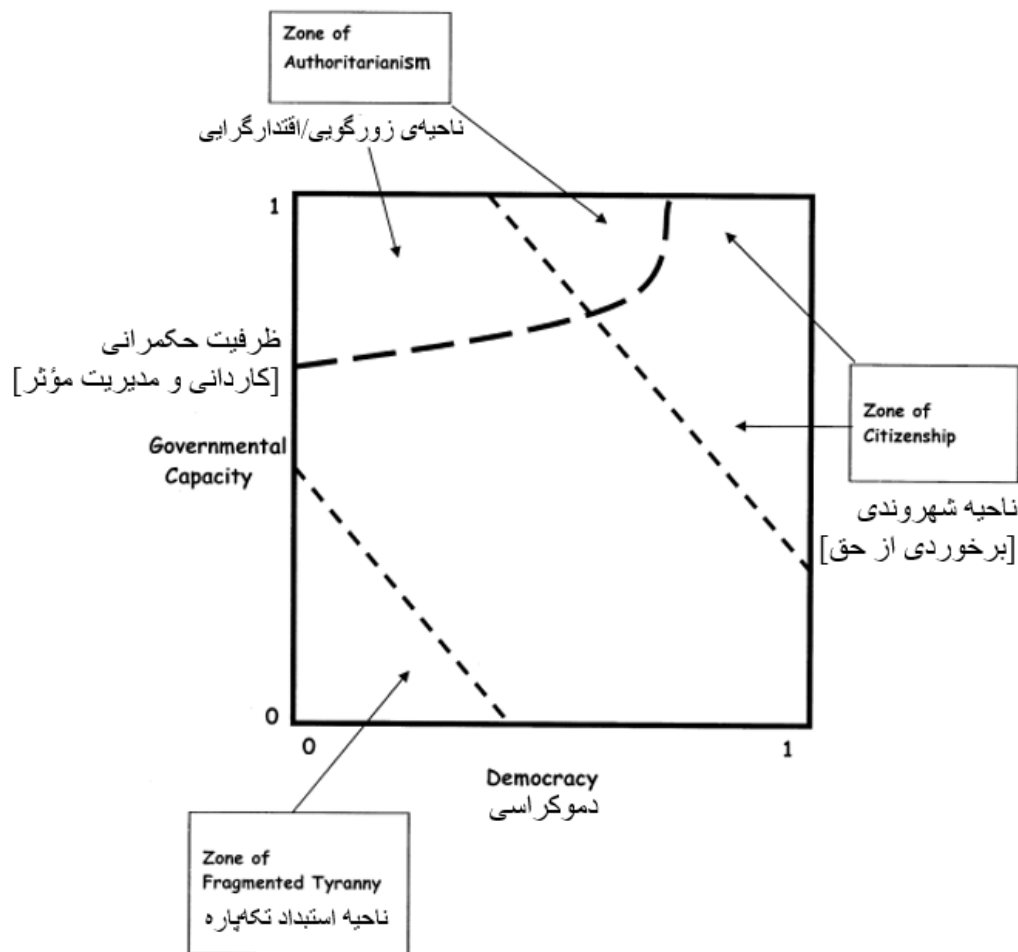 Zone of
Authoritarianism
ناحیه‌ی زورگویی/اقتدارگرایی
1
ظرفیت حکمرانی
[کاردانی و مدیریت مؤثر]
Governmental
Capacity
Zone of
Citizenship
ناحیه شهروندی
[برخوردی از حق]
0
0
1
Democracy
دموکراسی
Zone of
Fragmented Tyranny
ناحیه استبداد تکه‌پاره